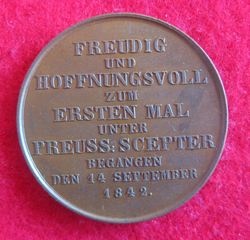 FREUDIG
UND
HOFFNUNGSVOLL
ZUM
ERSTEN MAL
UNTER
PREUSS: SCEPTER
BEGANGEN
DEN 14 SEPTEMBER
1842.